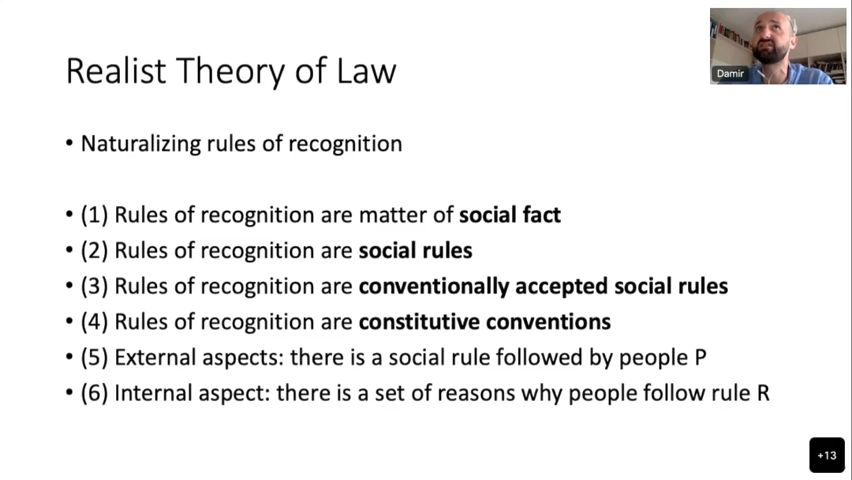 Realist Theory of Law
Damir
• Naturalizing rules of recognition
• (1) Rules of recognition are matter of social fact
• (2) Rules of recognition are social rules
• (3) Rules of recognition are conventionally accepted social rules
• (4) Rules of recognition are constitutive conventions
• (5) External aspects: there is a social rule followed by people P
• (6) Internal aspect: there is a set of reasons why people follow rule R
+13